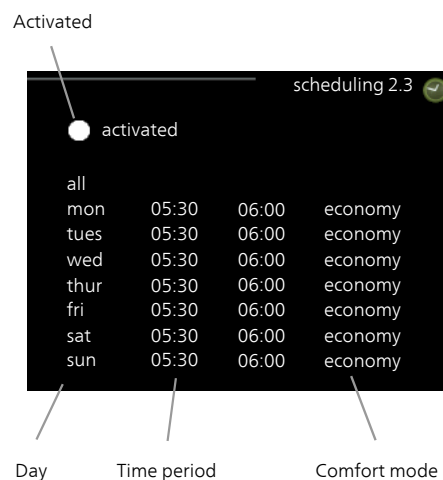 Activated
scheduling 2.3
activated
all
mon 05:30 06:00 economy
tues 05:30 06:00 economy
wed 05:30 06:00 economy
thur 05:30 06:00 economy
fri 05:30 06:00 economy
sat 05:30 06:00 economy
sun 05:30 06:00 economy
Day Time period Comfort mode